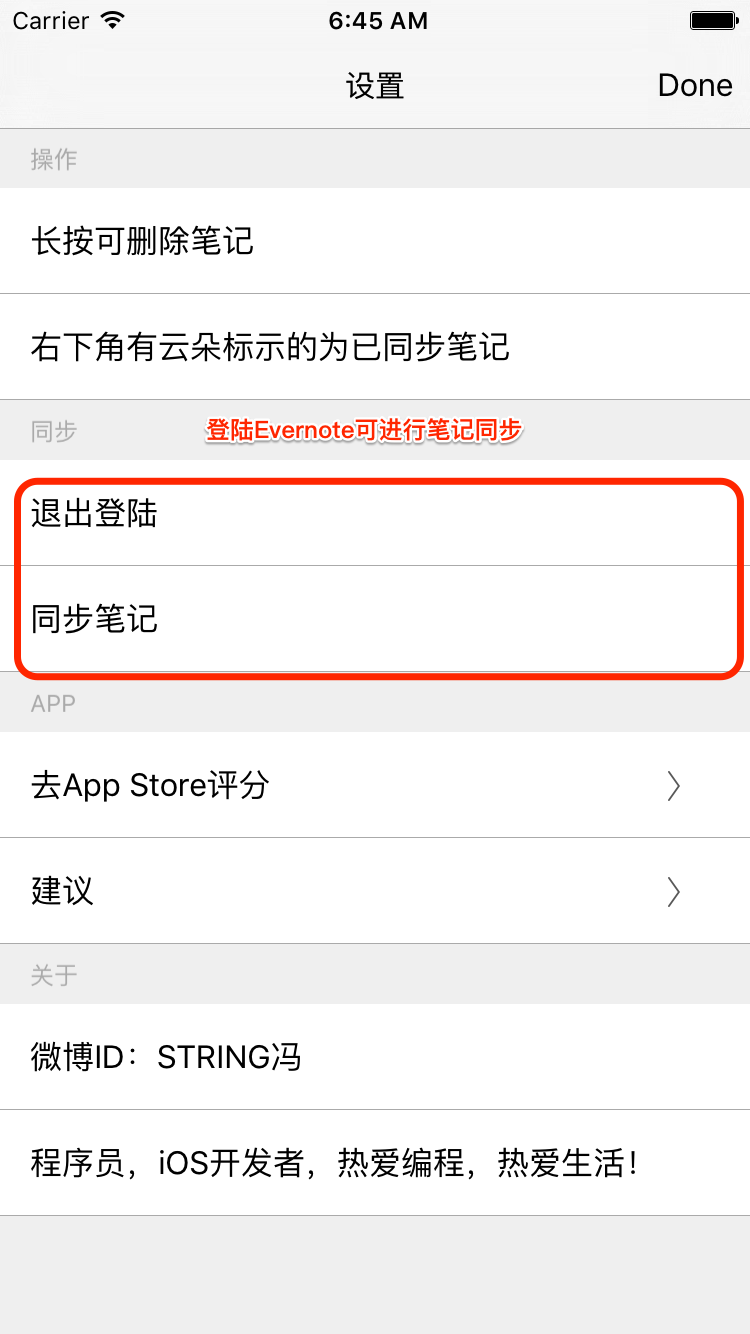 Carrier 6:45 AM
设置 Done
操作
长按可删除笔记
右下角有云朵标示的为已同步笔记
同步 登陆Evernote可进行笔记同步
退出登陆
同步笔记
APP
去App Store评分
建议
关于
微博ID：STRING冯
程序员，iOS开发者，热爱编程，热爱生活！